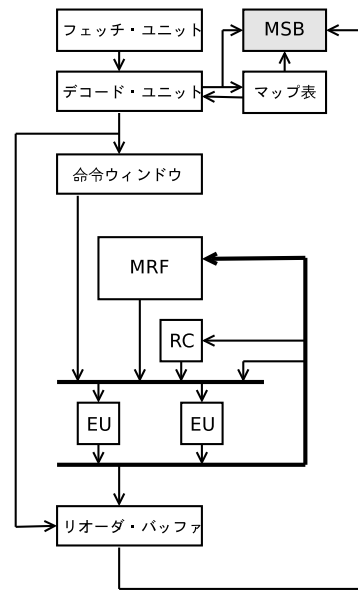 フェッチ・ユニット
MSB
デコード・ユニット
マップ表
命令ウィンドウ
MRF
RC
EU
EU
リオーダ・バッファ